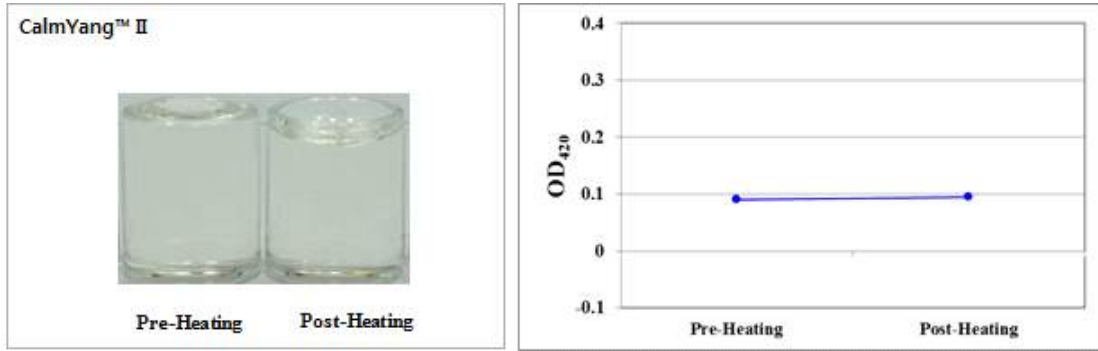 CalmYang™ II
Pre-Heating Post-Heating
OD420
0.4
0.3
0.2
0.1
0
-0.1
Pre-Heating Post-Heating